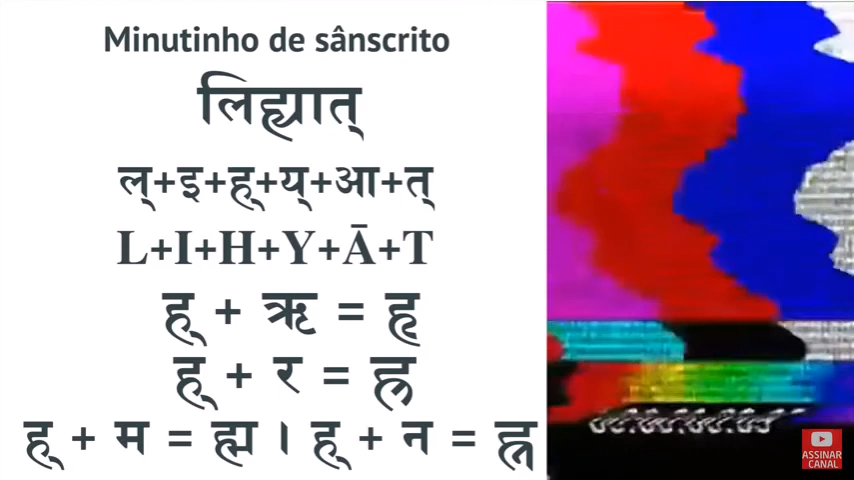 Minutinho de sânscrito
लिह्यात्
ल्+इ+ह्+य्+आ+त्
L+I+H+Y+Ā+T
ह् + ऋ = हृ
ह् + र = ह्र
ह् + म = ह्म । ह् + न = ह्न
ASSINAR
CANAL